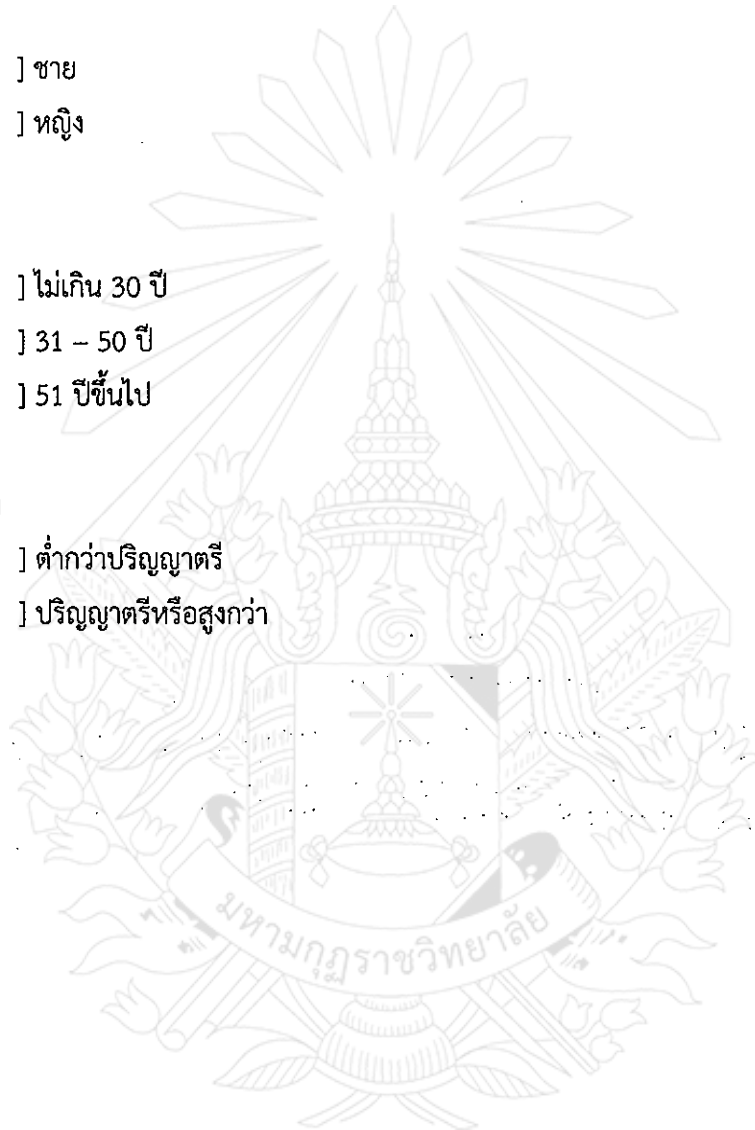 ] ชาย
] หญิง
] ไม่เกิน 30 ปี
] 31 – 50 ปี
] 51 ปีขึ้นไป
] ต่ำกว่าปริญญาตรี
] ปริญญาตรีหรือสูงกว่า
มหามกุฏราชวิทยาลัย